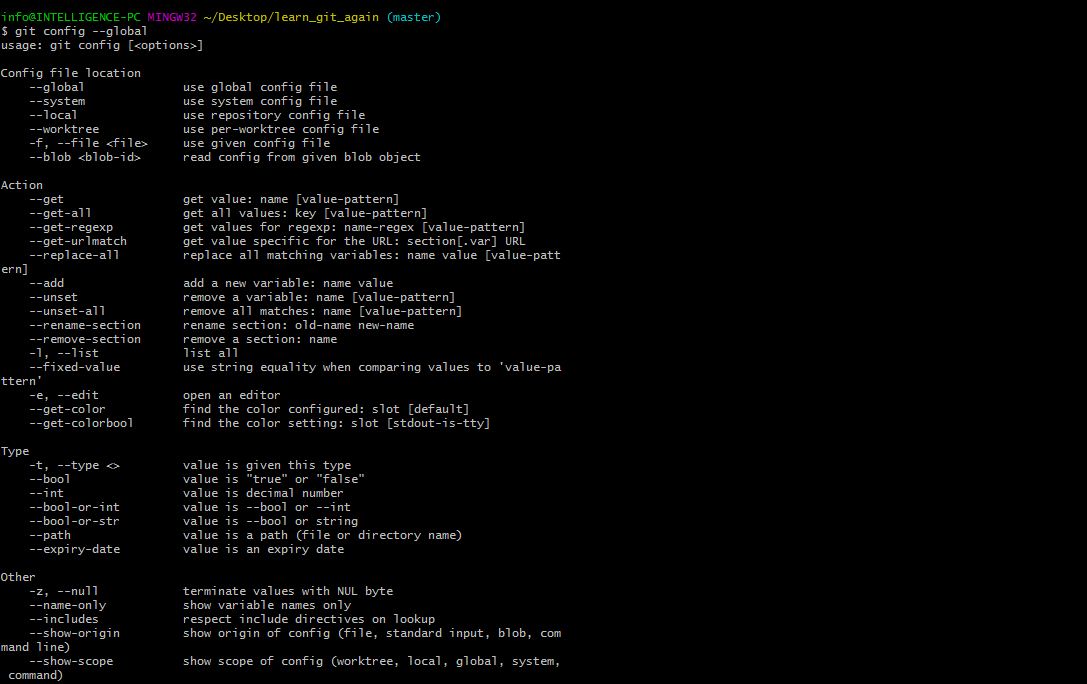 info@INTELLIGENCE-PC MINGW32 ~/Desktop/learn_git_again (master)
$ git config --global
usage: git config [<options>]

Config file location
    --global              use global config file
    --system              use system config file
    --local               use repository config file
    --worktree            use per-worktree config file
    -f, --file <file>     use given config file
    --blob <blob-id>      read config from given blob object

Action
    --get                 get value: name [value-pattern]
    --get-all             get all values: key [value-pattern]
    --get-regexp          get values for regexp: name-regex [value-pattern]
    --get-urlmatch        get value specific for the URL: section[.var] URL
    --replace-all         replace all matching variables: name value [value-patt
ern]
    --add                 add a new variable: name value
    --unset               remove a variable: name [value-pattern]
    --unset-all           remove all matches: name [value-pattern]
    --rename-section      rename section: old-name new-name
    --remove-section      remove a section: name
    -l, --list            list all
    --fixed-value         use string equality when comparing values to 'value-pa
ttern'
    -e, --edit            open an editor
    --get-color           find the color configured: slot [default]
    --get-colorbool       find the color setting: slot [stdout-is-tty]

Type
    -t, --type <>         value is given this type
    --bool                value is "true" or "false"
    --int                 value is decimal number
    --bool-or-int         value is --bool or --int
    --bool-or-str         value is --bool or string
    --path                value is a path (file or directory name)
    --expiry-date         value is an expiry date

Other
    -z, --null            terminate values with NUL byte
    --name-only           show variable names only
    --includes            respect include directives on lookup
    --show-origin         show origin of config (file, standard input, blob, com
mand line)
    --show-scope          show scope of config (worktree, local, global, system,
 command)